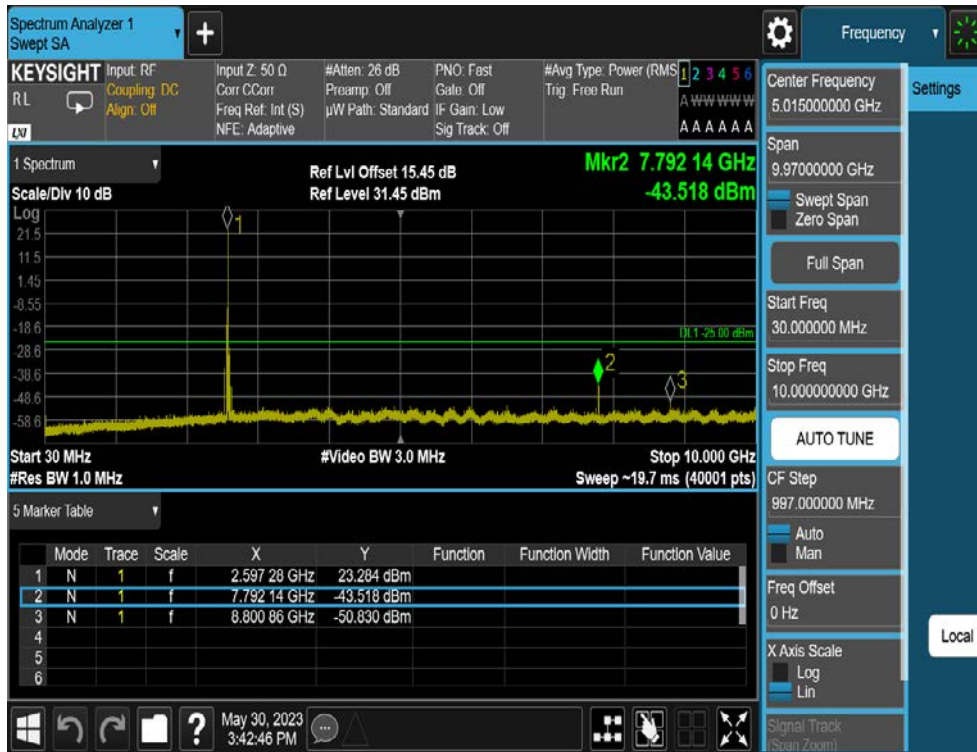 Spectrum Analyzer 1
Swept SA
Frequency
KEYSIGHT
RL
LXI
Input: RF
Coupling: DC
Align: Off
Input Z: 50 Ω
Corr CCorr
Freq Ref: Int (S)
NFE: Adaptive
#Atten: 26 dB
Preamp: Off
µW Path: Standard
PNO: Fast
Gate: Off
IF Gain: Low
Sig Track: Off
#Avg Type: Power (RMS
Trig: Free Run
1 2 3 4 5 6
A W W W W W
A A A A A A
1 Spectrum
Scale/Div 10 dB
Ref Lvl Offset 15.45 dB
Ref Level 31.45 dBm
Mkr2 7.792 14 GHz
-43.518 dBm
Log
21.5
11.5
1.45
-8.55
-18.6
-28.6
-38.6
-48.6
-58.6
1
DL1 -25.00 dBm
2
3
Start 30 MHz
#Res BW 1.0 MHz
#Video BW 3.0 MHz
Stop 10.000 GHz
Sweep ~19.7 ms (40001 pts)
5 Marker Table
Mode Trace Scale X Y Function Function Width Function Value
1 N 1 f 2.597 28 GHz 23.284 dBm
2 N 1 f 7.792 14 GHz -43.518 dBm
3 N 1 f 8.800 86 GHz -50.830 dBm
4
5
6
May 30, 2023
3:42:46 PM
Center Frequency
5.015000000 GHz
Span
9.97000000 GHz
Swept Span
Zero Span
Full Span
Start Freq
30.000000 MHz
Stop Freq
10.000000000 GHz
AUTO TUNE
CF Step
997.000000 MHz
Auto
Man
Freq Offset
0 Hz
X Axis Scale
Log
Lin
Signal Track
(Span Zoom)
Settings
Local